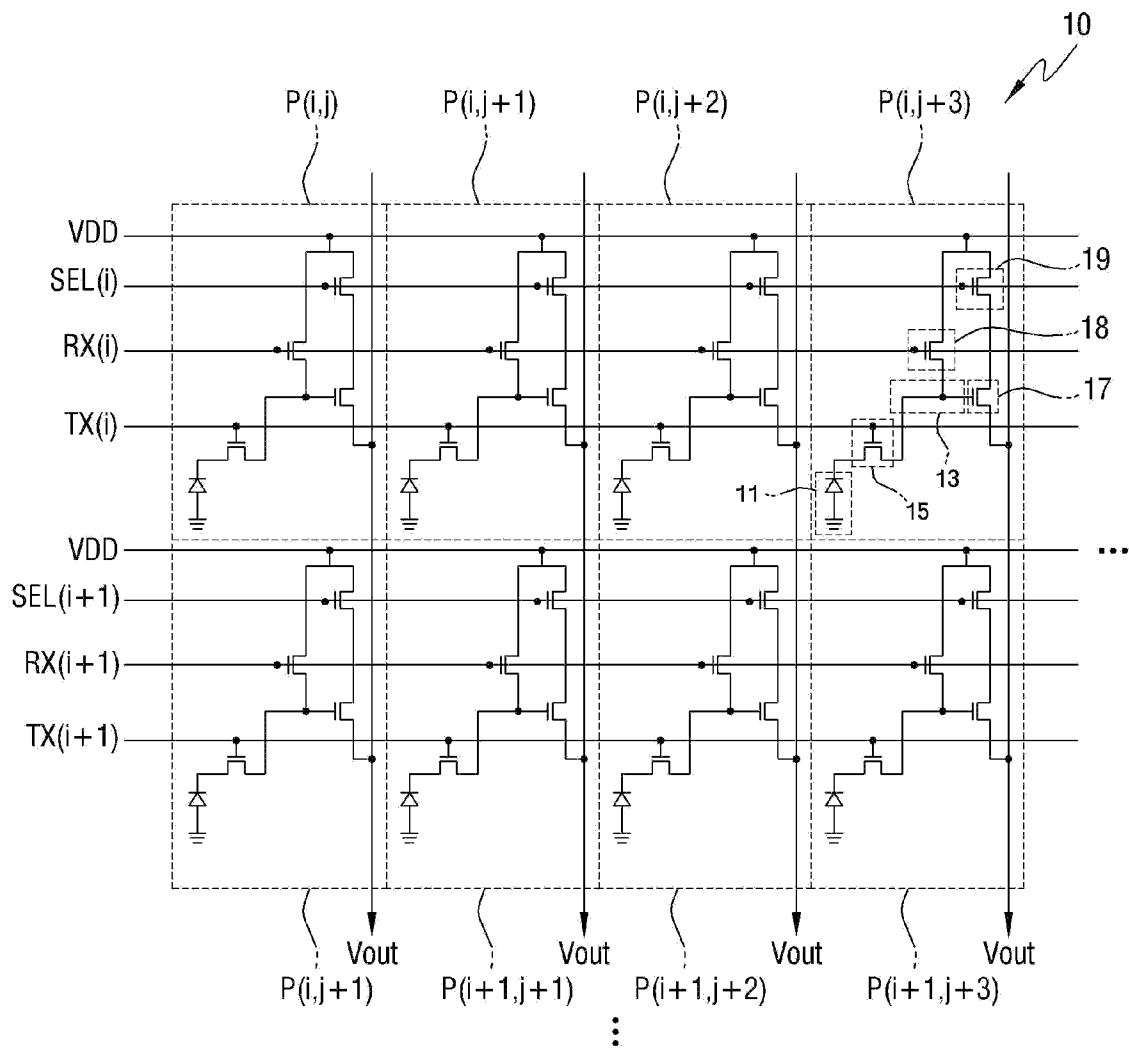 10
P(i,j) P(i,j+1) P(i,j+2) P(i,j+3)
VDD
SEL(i) 19
RX(i) 18
17
TX(i)
13
11 15
VDD
SEL(i+1)
RX(i+1)
TX(i+1)
Vout Vout Vout Vout
P(i,j+1) P(i+1,j+1) P(i+1,j+2) P(i+1,j+3)